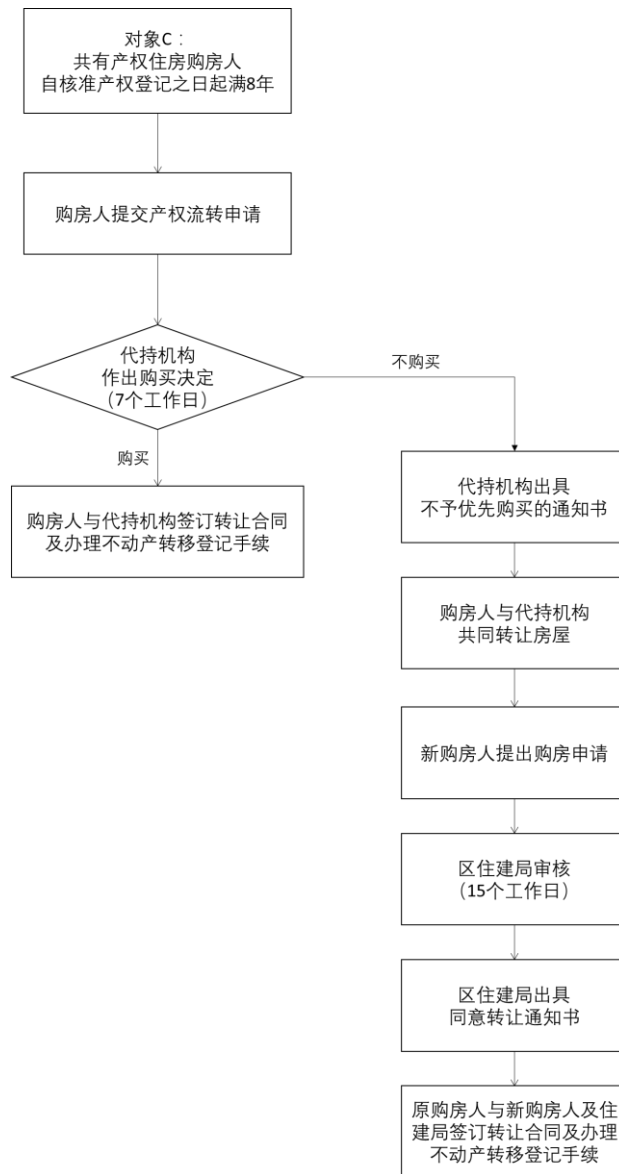 对象C：
共有产权住房购房人
自核准产权登记之日起满8年
购房人提交产权流转申请
代持机构
作出购买决定
（7个工作日）
不购买
购买
购房人与代持机构签订转让合同
及办理不动产转移登记手续
代持机构出具
不予优先购买的通知书
购房人与代持机构
共同转让房屋
新购房人提出购房申请
区住建局审核
（15个工作日）
区住建局出具
同意转让通知书
原购房人与新购房人及住
建局签订转让合同及办理
不动产转移登记手续